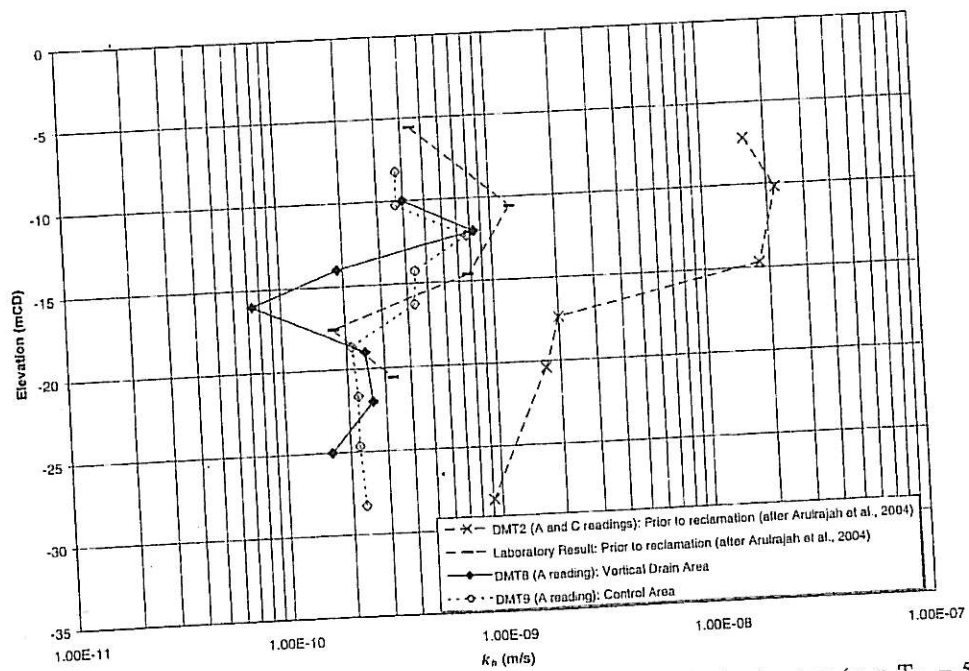 0
-5
-10
-15
-20
-25
-30
-35
Elevation (mCD)
DMT2 (A and C readings): Prior to reclamation (after Arulrajah et al., 2004)
Laboratory Result: Prior to reclamation (after Arulrajah et al., 2004)
DMT8 (A reading): Vertical Drain Area
DMT9 (A reading): Control Area
1.00E-11
1.00E-10
1.00E-09
1.00E-08
1.00E-07
kh (m/s)